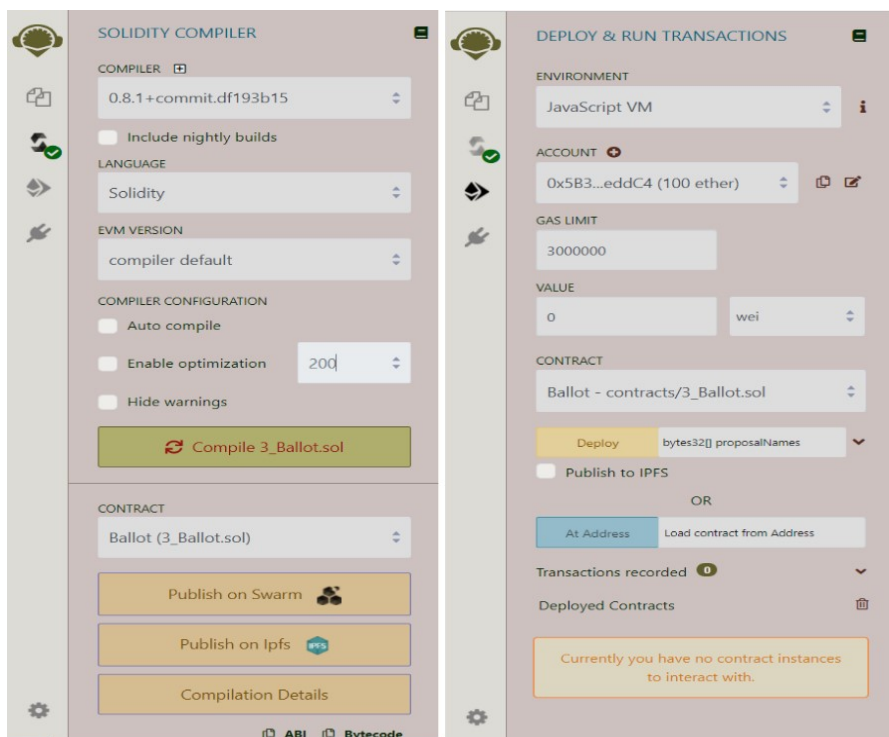 SOLIDITY COMPILER
COMPILER
0.8.1+commit.df193b15
Include nightly builds
LANGUAGE
Solidity
EVM VERSION
compiler default
COMPILER CONFIGURATION
Auto compile
Enable optimization 200
Hide warnings
Compile 3_Ballot.sol
CONTRACT
Ballot (3_Ballot.sol)
Publish on Swarm
Publish on Ipfs IPFS
Compilation Details
ABI Bytecode
DEPLOY & RUN TRANSACTIONS
ENVIRONMENT
JavaScript VM
ACCOUNT
0x5B3...eddC4 (100 ether)
GAS LIMIT
3000000
VALUE
0 wei
CONTRACT
Ballot - contracts/3_Ballot.sol
Deploy bytes32[] proposalNames
Publish to IPFS
OR
At Address Load contract from Address
Transactions recorded 0
Deployed Contracts
Currently you have no contract instances
to interact with.